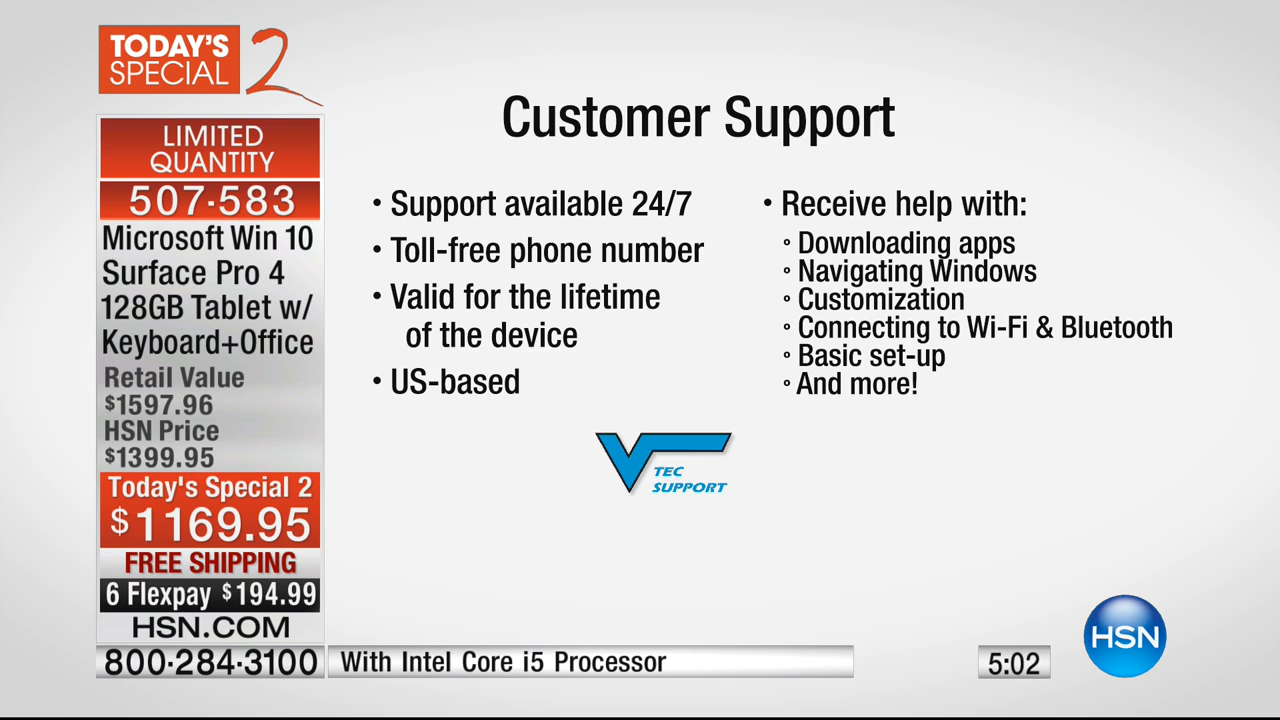 TODAY'S
SPECIAL 2
LIMITED
QUANTITY
507·583
Microsoft Win 10
Surface Pro 4
128GB Tablet w/
Keyboard+Office
Retail Value
$1597.96
HSN Price
$1399.95
Today's Special 2
$1169.95
FREE SHIPPING
6 Flexpay $194.99
HSN.COM
800·284·3100
Customer Support
• Support available 24/7
• Toll-free phone number
• Valid for the lifetime
of the device
• US-based
• Receive help with:
° Downloading apps
° Navigating Windows
° Customization
° Connecting to Wi-Fi & Bluetooth
° Basic set-up
° And more!
V TEC
SUPPORT
With Intel Core i5 Processor
5:02
HSN